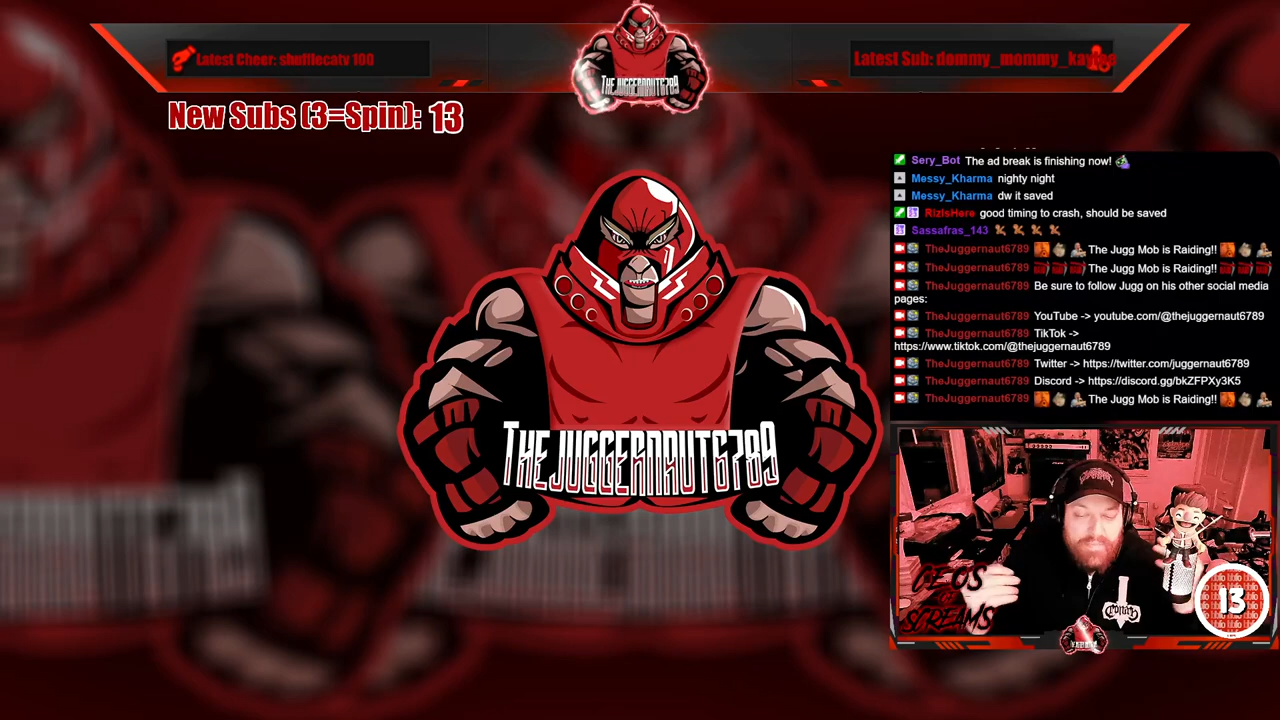 Latest Cheer: shufflecatv 100
Latest Sub: dommy_mommy_kay
THEJUGGERNAUT6789
New Subs (3=Spin): 13
Sery_Bot The ad break is finishing now!
Messy_Kharma nighty night
Messy_Kharma dw it saved
RizIsHere good timing to crash, should be saved
Sassafras_143
TheJuggernaut6789 The Jugg Mob is Raiding!!
TheJuggernaut6789 The Jugg Mob is Raiding!!
TheJuggernaut6789 Be sure to follow Jugg on his other social media
pages:
TheJuggernaut6789 YouTube -> youtube.com/@thejuggernaut6789
TheJuggernaut6789 TikTok ->
https://www.tiktok.com/@thejuggernaut6789
TheJuggernaut6789 Twitter -> https://twitter.com/juggernaut6789
TheJuggernaut6789 Discord -> https://discord.gg/bkZFPXy3K5
TheJuggernaut6789 The Jugg Mob is Raiding!!
THEJUGGERNAUT6789
SCREAMS
13